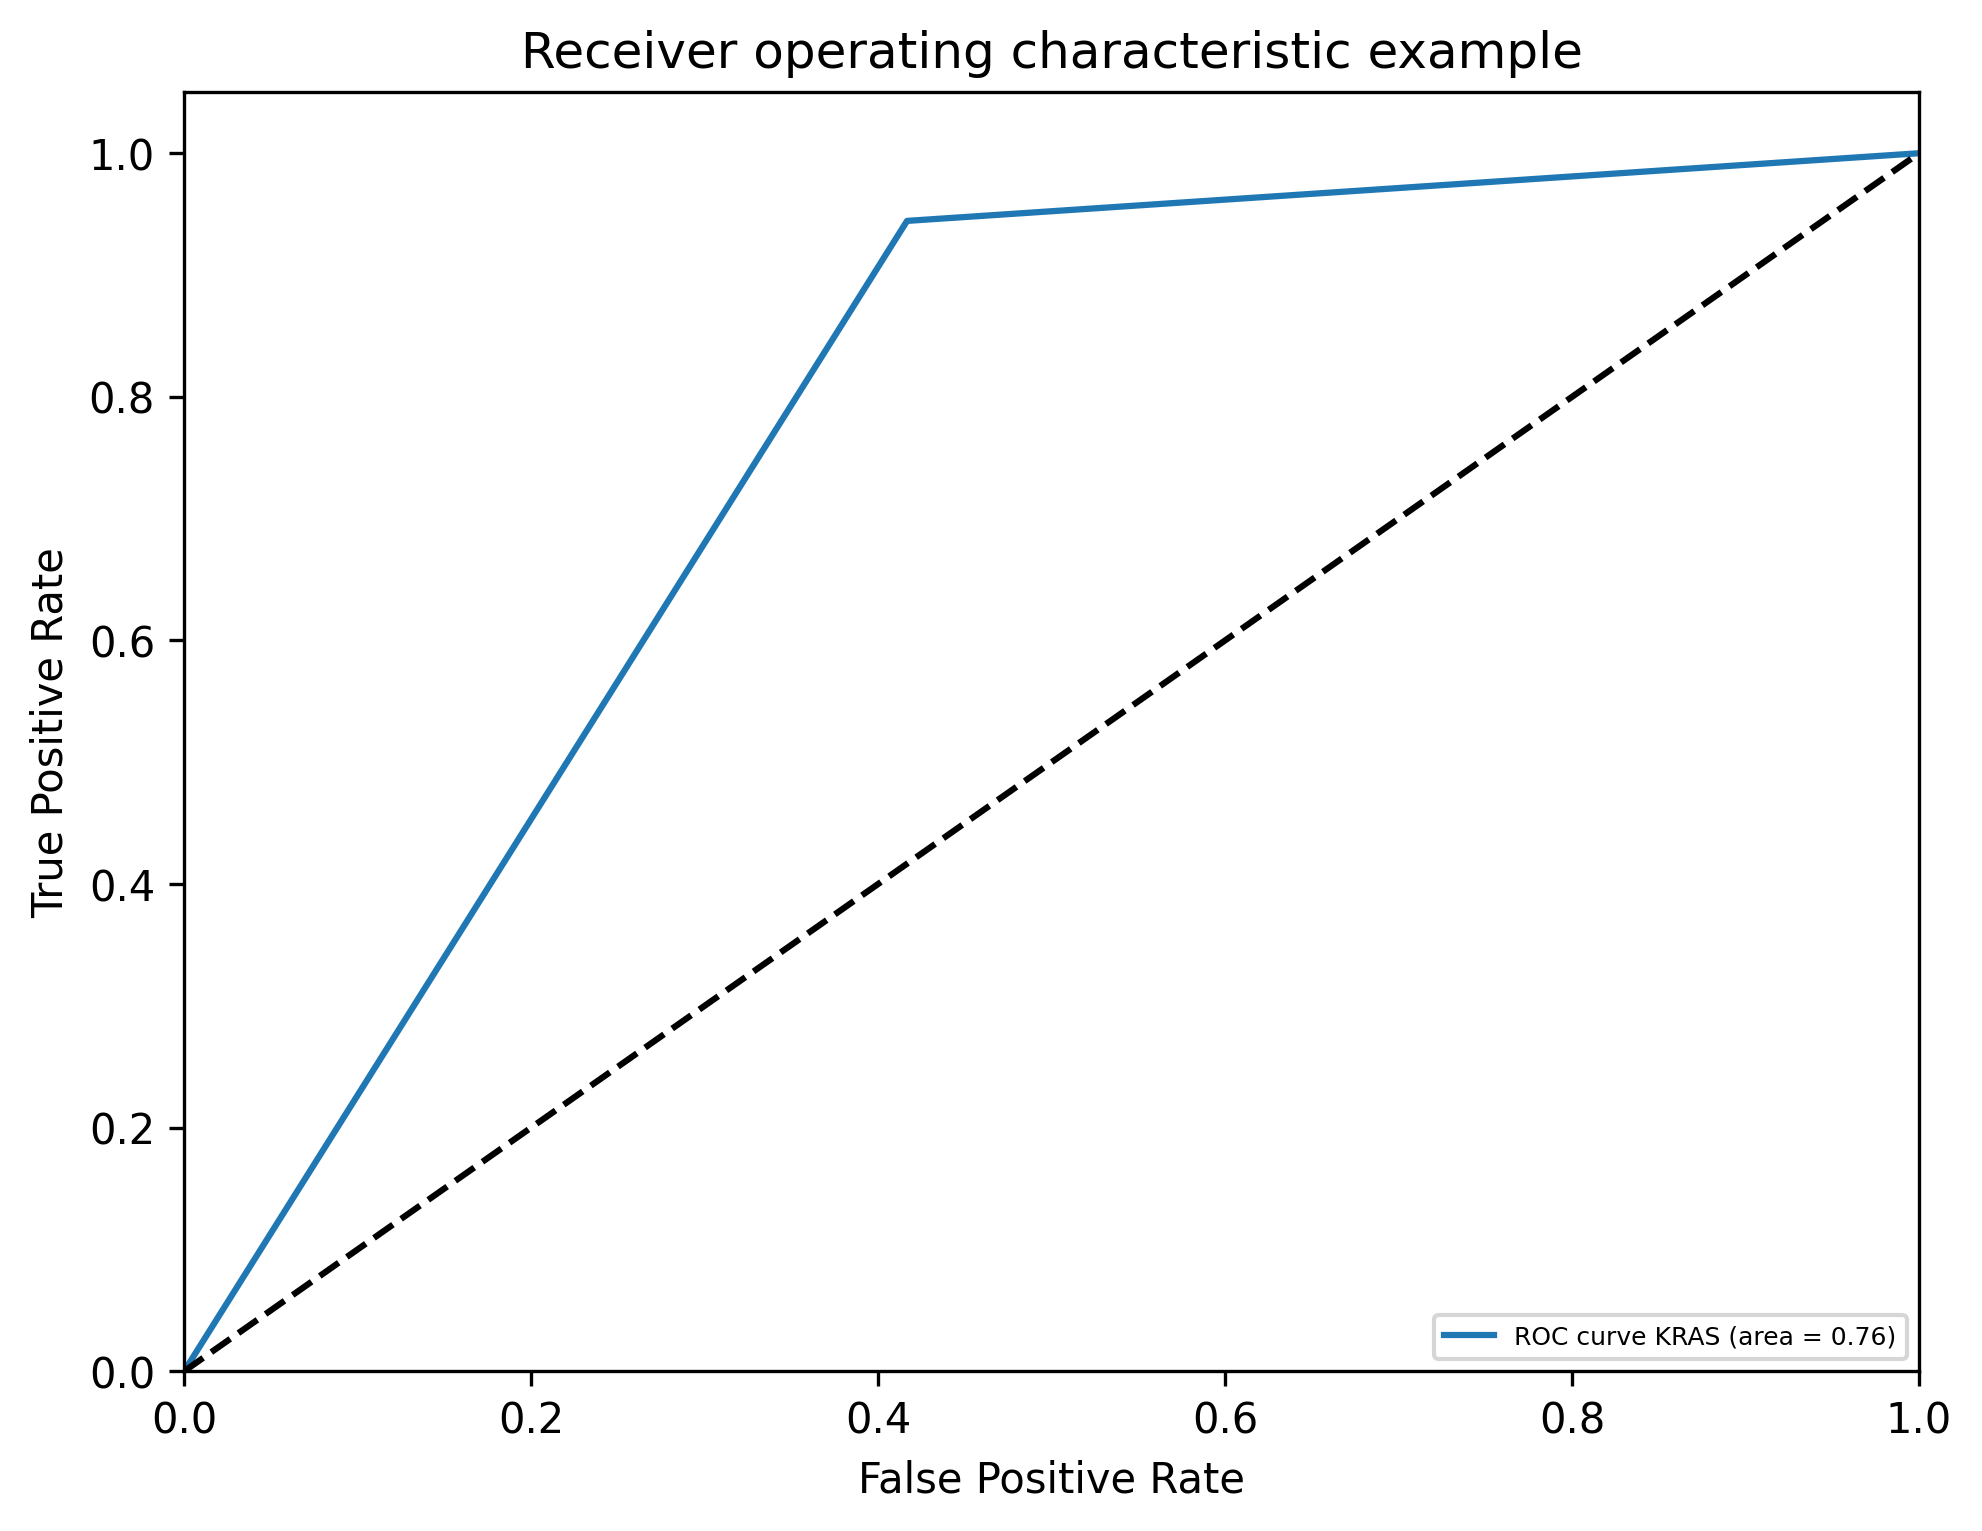 Receiver operating characteristic example
1.0
0.8
0.6
0.4
0.2
0.0
True Positive Rate
0.0 0.2 0.4 0.6 0.8 1.0
False Positive Rate
ROC curve KRAS (area = 0.76)